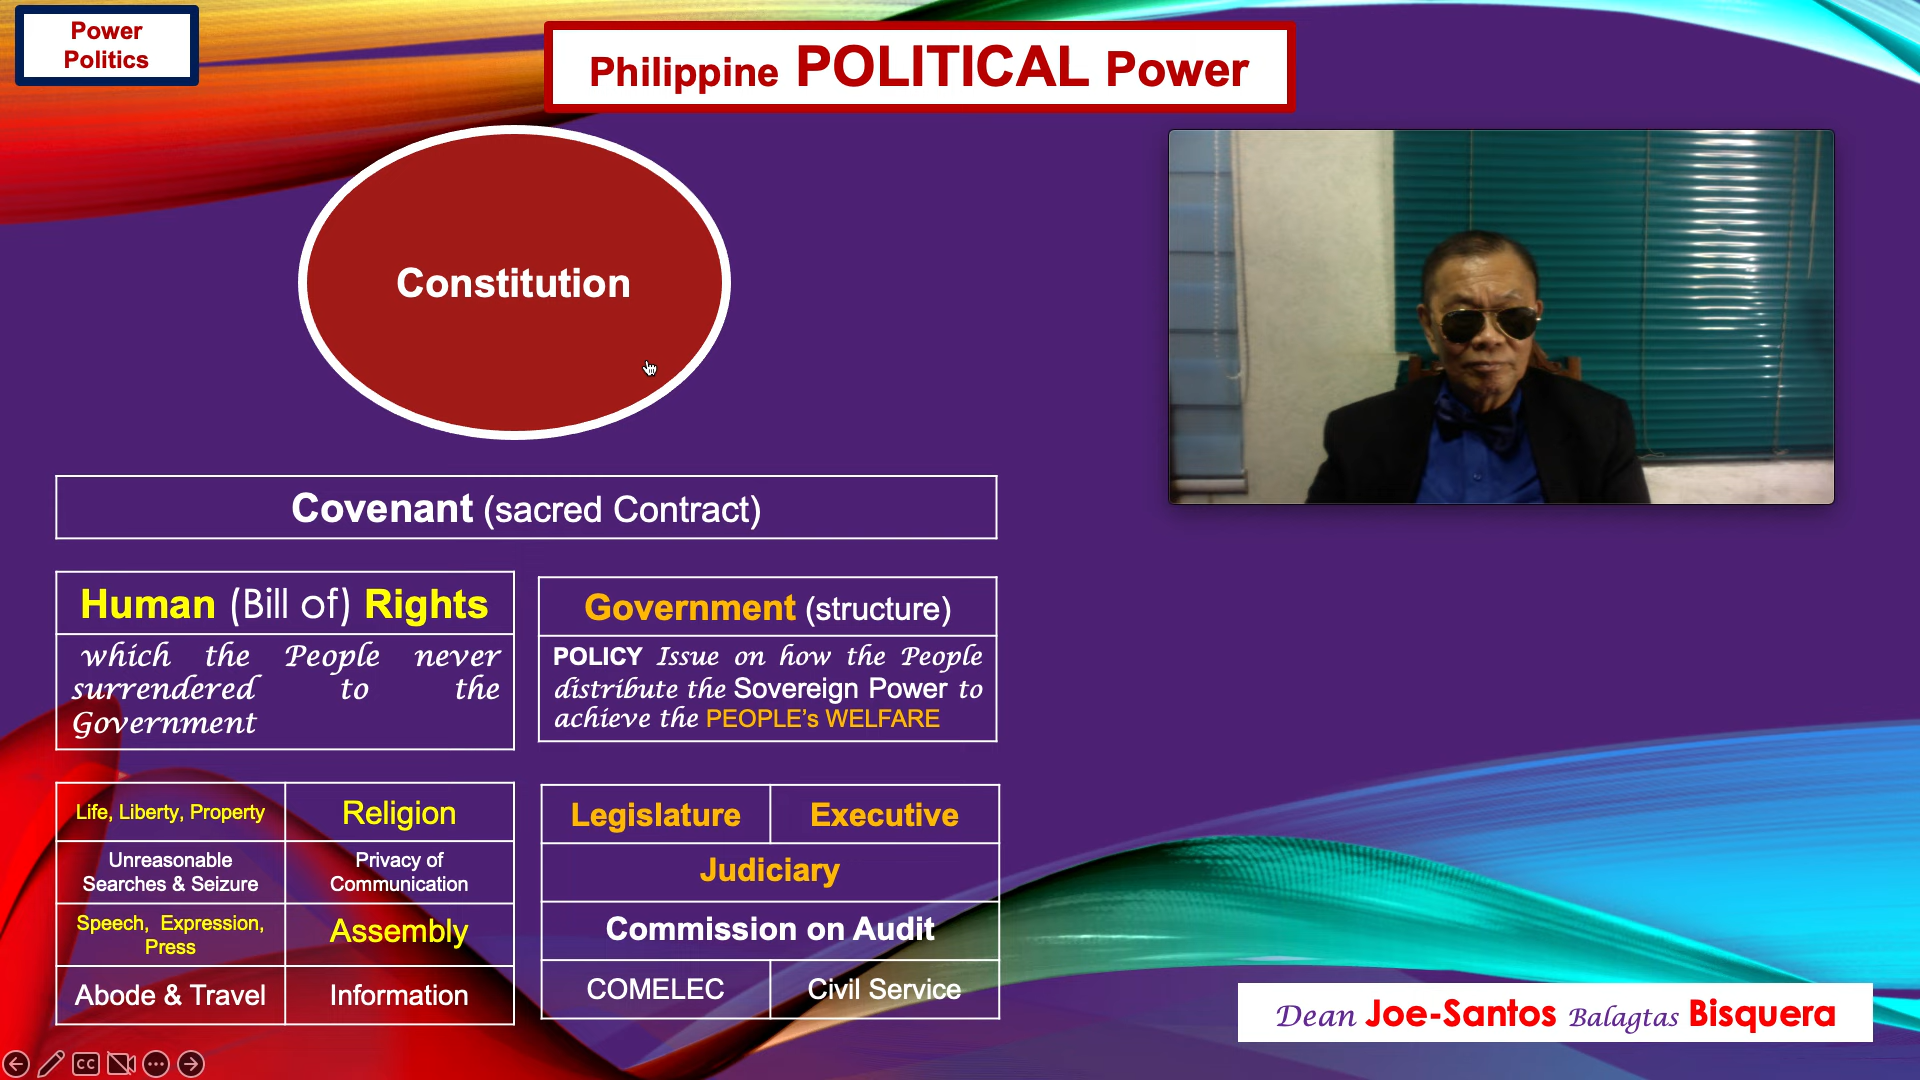 Power
Politics
Philippine POLITICAL Power
Constitution
Covenant (sacred Contract)
Human (Bill of) Rights
which the People never
surrendered to the
Government
Government (structure)
POLICY Issue on how the People
distribute the Sovereign Power to
achieve the PEOPLE's WELFARE
Life, Liberty, Property
Religion
Unreasonable
Searches & Seizure
Privacy of
Communication
Speech, Expression,
Press
Assembly
Abode & Travel
Information
Legislature
Executive
Judiciary
Commission on Audit
COMELEC
Civil Service
Dean Joe-Santos Balagtas Bisquera
CC